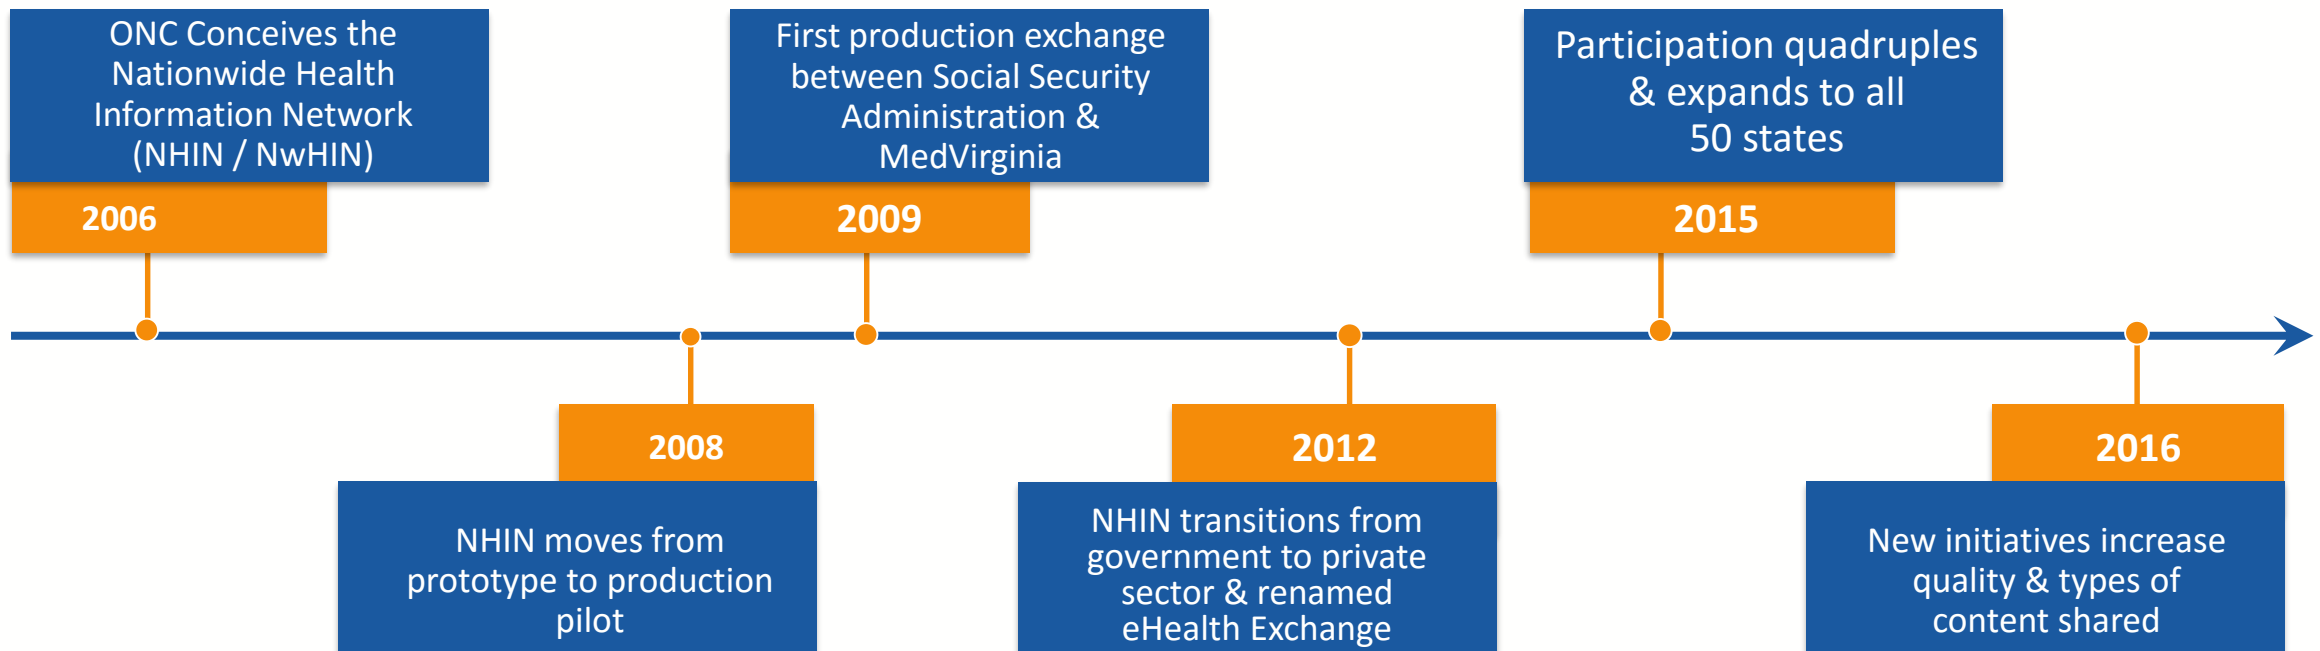 ONC Conceives the
Nationwide Health
Information Network
(NHIN / NwHIN)
2006
First production exchange
between Social Security
Administration &
MedVirginia
2009
Participation quadruples
& expands to all
50 states
2015
2008
NHIN moves from
prototype to production
pilot
2012
NHIN transitions from
government to private
sector & renamed
eHealth Exchange
2016
New initiatives increase
quality & types of
content shared